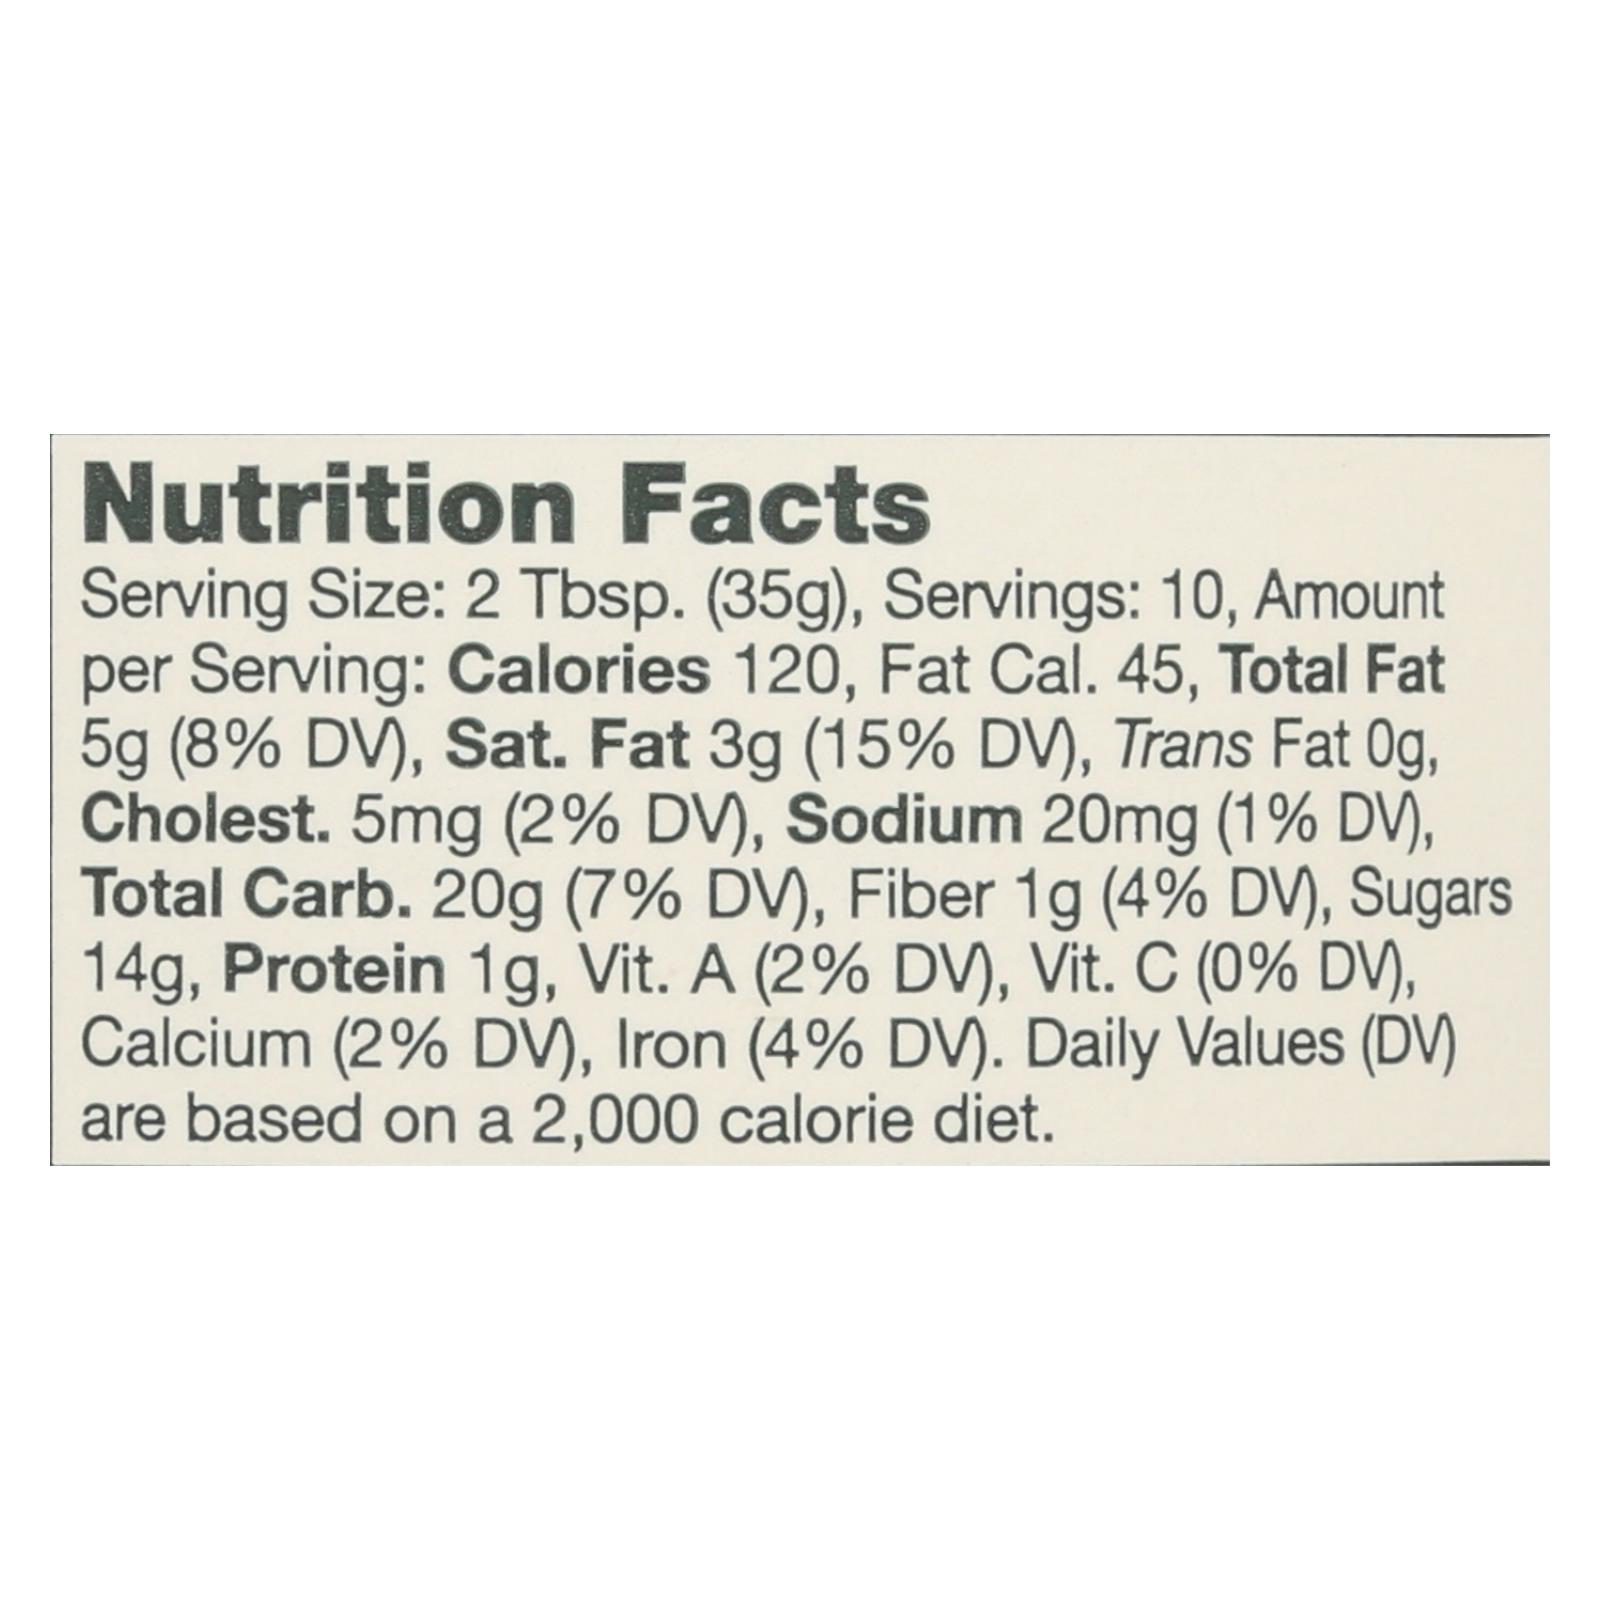 Nutrition Facts
Serving Size: 2 Tbsp. (35g), Servings: 10, Amount
per Serving: Calories 120, Fat Cal. 45, Total Fat
5g (8% DV), Sat. Fat 3g (15% DV), Trans Fat 0g,
Cholest. 5mg (2% DV), Sodium 20mg (1% DV),
Total Carb. 20g (7% DV), Fiber 1g (4% DV), Sugars
14g, Protein 1g, Vit. A (2% DV), Vit. C (0% DV),
Calcium (2% DV), Iron (4% DV). Daily Values (DV)
are based on a 2,000 calorie diet.